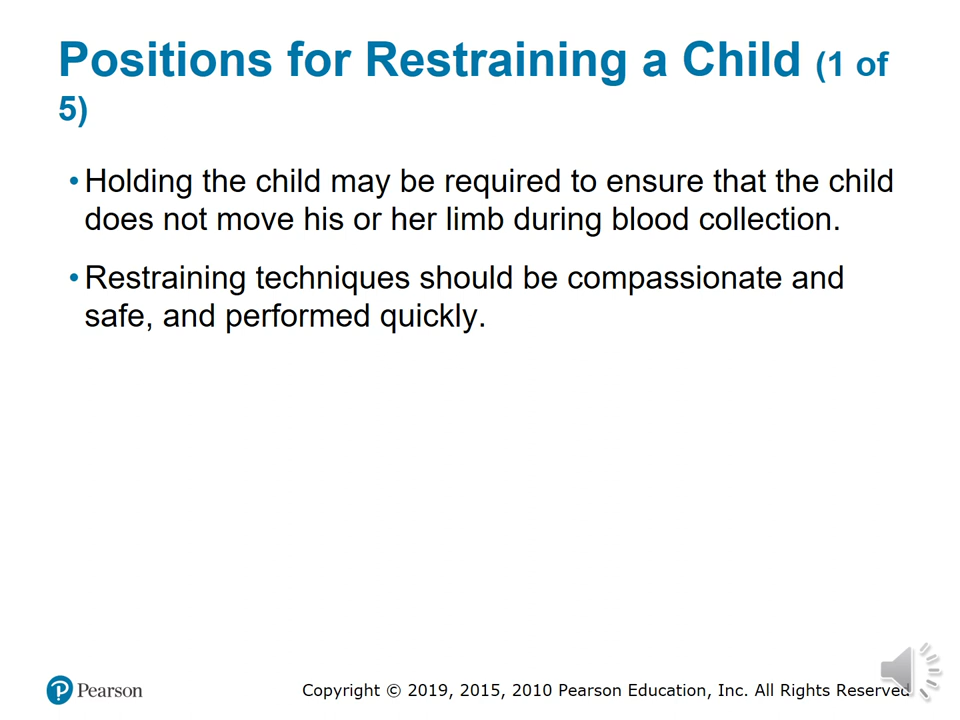 Positions for Restraining a Child (1 of
5)
• Holding the child may be required to ensure that the child
does not move his or her limb during blood collection.
• Restraining techniques should be compassionate and
safe, and performed quickly.
Pearson
Copyright © 2019, 2015, 2010 Pearson Education, Inc. All Rights Reserved